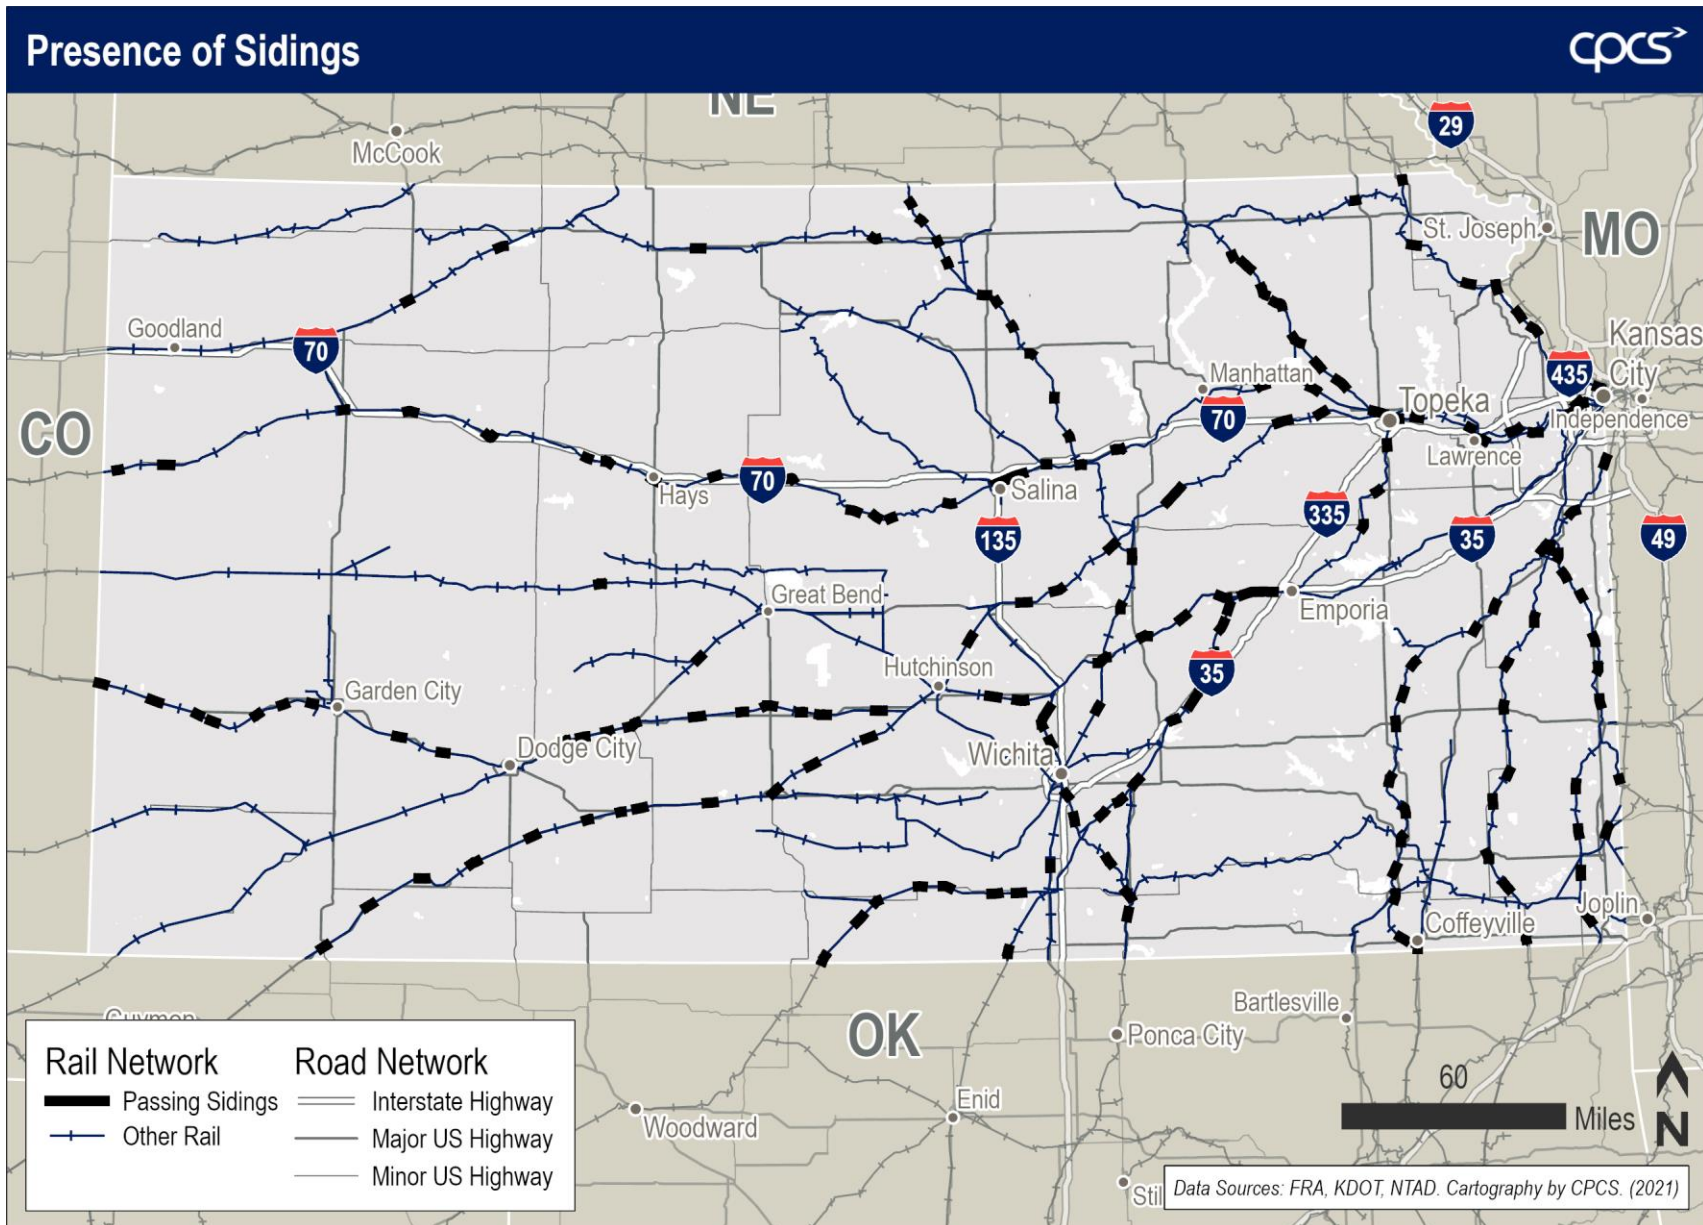 Presence of Sidings
cpcs
NE
29
McCook
St. Joseph
MO
Goodland
70
Kansas
City
435
Manhattan
70
Topeka
Independence
CO
Lawrence
Hays
70
Salina
135
335
35
49
Great Bend
Emporia
Hutchinson
35
Garden City
Dodge City
Wichita
Joplin
Coffeyville
Guymon
Bartlesville
OK
Ponca City
Rail Network
Road Network
60
Passing Sidings
Interstate Highway
Enid
Miles
N
Other Rail
Major US Highway
Woodward
Minor US Highway
Stil
Data Sources: FRA, KDOT, NTAD. Cartography by CPCS. (2021)